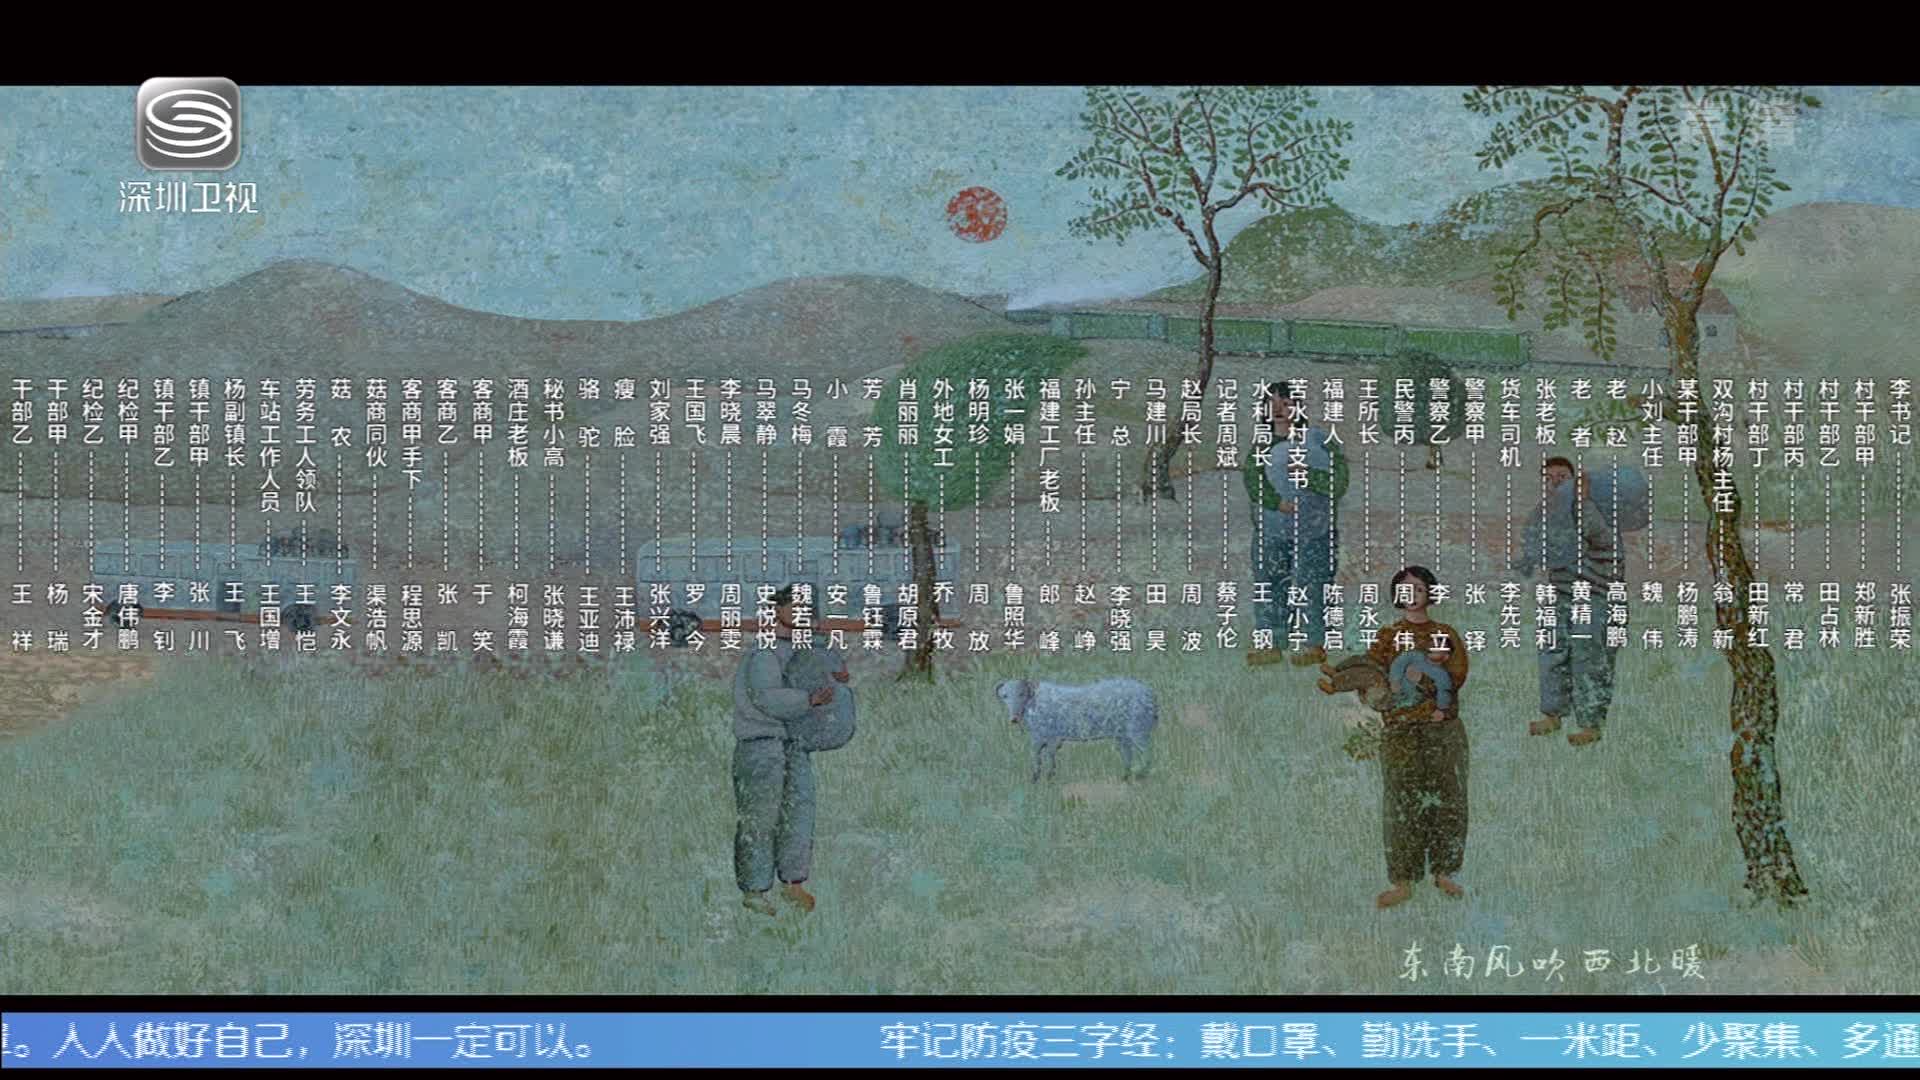 深圳卫视
高清
李书记 张振荣
村干部甲 郑新胜
村干部乙 田占林
村干部丙 常君
村干部丁 田新红
双沟村杨主任 翁新
某干部甲 杨鹏涛
小刘主任 魏伟
老赵 高海鹏
老者 黄精一
张老板 韩福利
货车司机 李先亮
警察甲 张铎
警察乙 李立
民警丙 周伟
王所长 周永平
福建人 陈德启
苦水村支书 赵小宁
水利局长 王钢
记者周斌 蔡子伦
赵局长 周波
马建川 田昊
宁总 李晓强
孙主任 赵峥
福建工厂老板 郎峰
张一娟 鲁照华
杨明珍 周放
外地女工 乔牧
肖丽丽 胡原君
芳芳 鲁钰霖
小霞 安一凡
马冬梅 魏若熙
马翠静 史悦悦
李晓晨 周丽雯
王国飞 罗今
刘家强 张兴洋
瘦脸 王沛禄
骆驼 王亚迪
秘书小高 张晓谦
酒庄老板 柯海霞
客商甲 于笑
客商乙 张凯
客商甲手下 程思源
菇商同伙 渠浩帆
菇农 李文永
劳务工人领队 王恺
车站工作人员 王国增
杨副镇长 王飞
镇干部甲 张川
镇干部乙 李钊
纪检甲 唐伟鹏
纪检乙 宋金才
干部甲 杨瑞
干部乙 王祥
东南风吹西北暖
。人人做好自己，深圳一定可以。 牢记防疫三字经：戴口罩、勤洗手、一米距、少聚集、多通